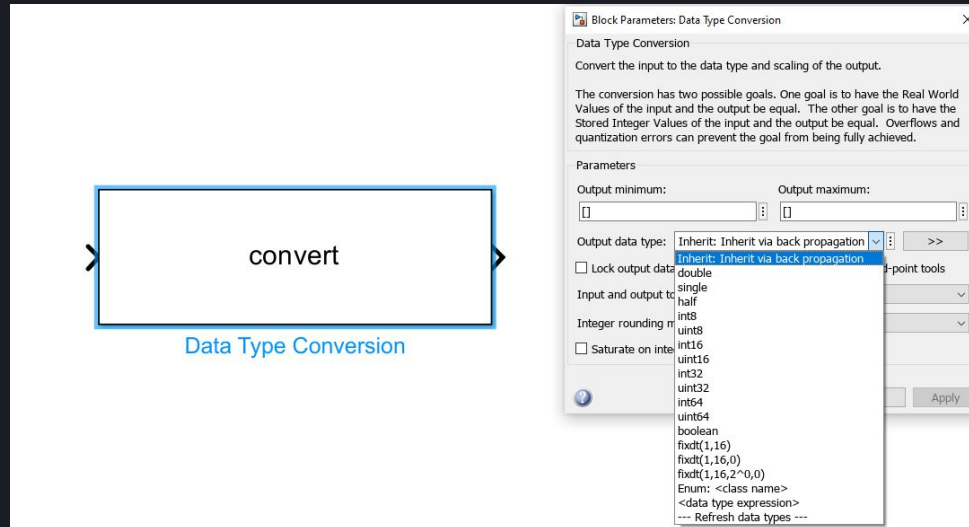 convert
Data Type Conversion
Block Parameters: Data Type Conversion
Data Type Conversion
Convert the input to the data type and scaling of the output.
The conversion has two possible goals. One goal is to have the Real World
Values of the input and the output be equal. The other goal is to have the
Stored Integer Values of the input and the output be equal. Overflows and
quantization errors can prevent the goal from being fully achieved.
Parameters
Output minimum: Output maximum:
[] []
Output data type: Inherit: Inherit via back propagation >>
Inherit: Inherit via back propagation
Lock output data d-point tools
double
single
Input and output to
half
int8
uint8
Integer rounding m
int16
Saturate on inte
uint16
int32
uint32
int64
Apply
uint64
boolean
fixdt(1,16)
fixdt(1,16,0)
fixdt(1,16,2^0,0)
Enum: <class name>
<data type expression>
--- Refresh data types ---